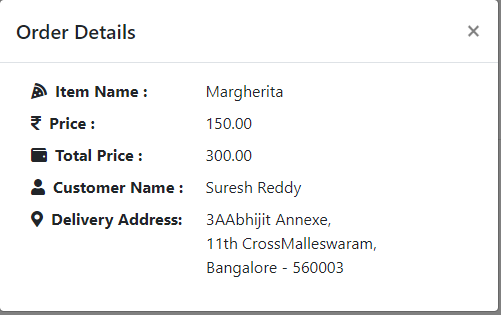 Order Details ×
Item Name : Margherita
Price : 150.00
Total Price : 300.00
Customer Name : Suresh Reddy
Delivery Address: 3AAbhijit Annexe,
11th CrossMalleswaram,
Bangalore - 560003